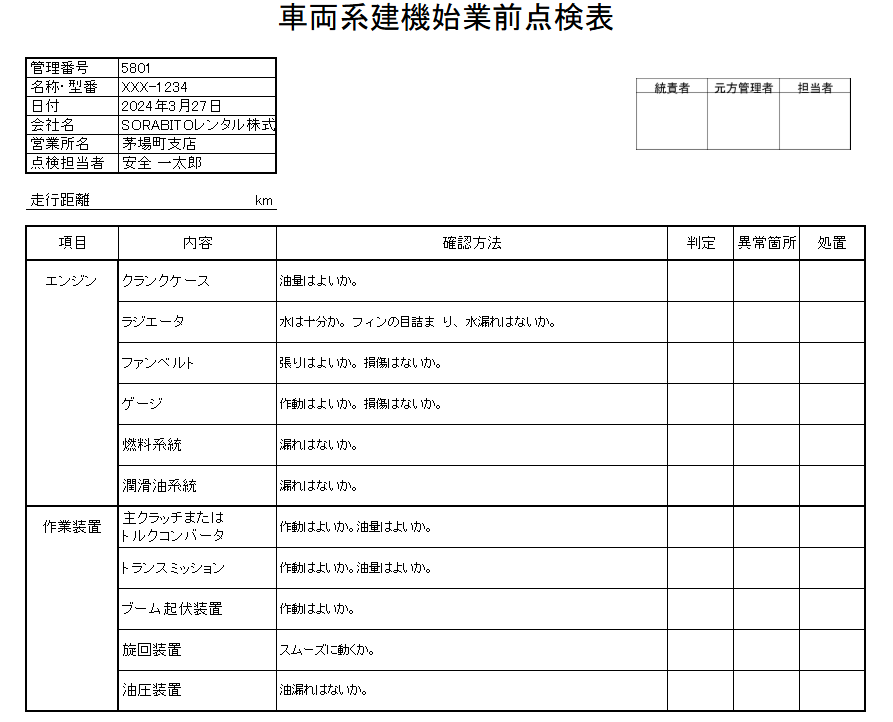 車両系建機始業前点検表
管理番号 5801
名称・型番 XXX-1234
日付 2024年3月27日
会社名 SORABITOレンタル株式
営業所名 茅場町支店
点検担当者 安全 一太郎
統責者 元方管理者 担当者
走行距離 km
項目 内容 確認方法 判定 異常箇所 処置
エンジン クランクケース 油量はよいか。
ラジエータ 水は十分か。フィンの目詰まり、水漏れはないか。
ファンベルト 張りはよいか。損傷はないか。
ゲージ 作動はよいか。損傷はないか。
燃料系統 漏れはないか。
潤滑油系統 漏れはないか。
作業装置 主クラッチまたは
トルクコンバータ 作動はよいか。油量はよいか。
トランスミッション 作動はよいか。油量はよいか。
ブーム起伏装置 作動はよいか。
旋回装置 スムーズに動くか。
油圧装置 油漏れはないか。